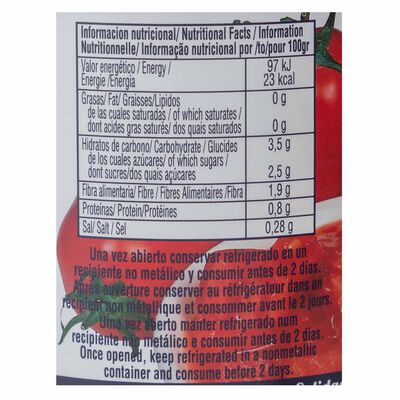 Informacion nutricional/ Nutritional Facts / Information
Nutritionnelle/ Informação nutricional por /to/pour 100gr
Valor energético / Energy /
Énergie /Energia
97 kJ
23 kcal
Grasas/ Fat/ Graisses/Lípidos
de las cuales saturadas / of which saturates /
dont acides gras saturés/ dos quais saturados
0 g
0 g
Hidratos de carbono/ Carbohydrate / Glucides
de los cuales azúcares/ of which sugars /
dont sucres/dos quais açúcares
3,5 g
2,5 g
Fibra alimentaria/ Fibre / Fibres Alimentaires /Fibra
1,9 g
Proteínas/ Protein/Protéines
0,8 g
Sal/ Salt / Sel
0,28 g
Una vez abierto conservar refrigerado en un
recipiente no metálico y consumir antes de 2 días.
Après ouverture conserver au réfrigérateur dans un
recipient non métallique et consommer avant le 2 jours.
Uma vez aberto manter refrigerado num
recipiente não metálico e consumir antes de 2 días.
Once opened, keep refrigerated in a nonmetallic
container and consume before 2 days.